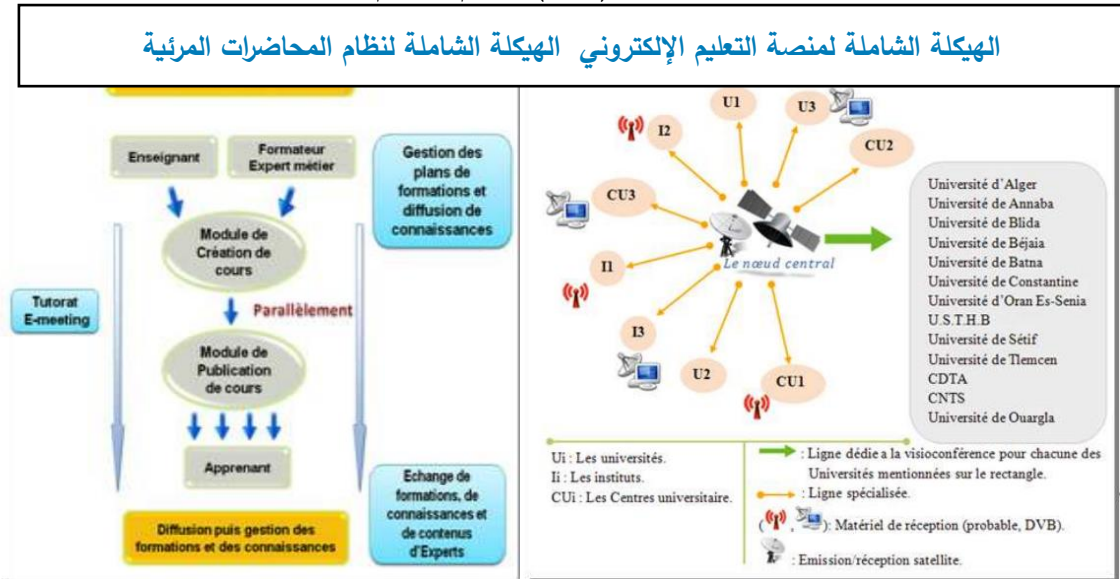 الهيكلة الشاملة لمنصة التعليم الإلكتروني الهيكلة الشاملة لنظام المحاضرات المرئية
Enseignant
Formateur
Expert métier
Gestion des
plans de
formations et
diffusion de
connaissances
Module de
Création de
cours
Tutorat
E-meeting
Parallèlement
Module de
Publication
de cours
Apprenant
Echange de
formations, de
connaissances et
de contenus
d'Experts
Diffusion puis gestion des
formations et des connaissances
U1
U3
I2
CU2
CU3
Le nœud central
I1
I3
U2
CU1
Université d'Alger
Université de Annaba
Université de Blida
Université de Béjaia
Université de Batna
Université de Constantine
Université d'Oran Es-Senia
U.S.T.H.B
Université de Sétif
Université de Tlemcen
CDTA
CNTS
Université de Ouargla
Ui : Les universités.
Ii : Les instituts.
CUi : Les Centres universitaire.
: Ligne dédie a la visioconférence pour chacune des
Universités mentionnées sur le rectangle.
: Ligne spécialisée.
( , ): Matériel de réception (probable, DVB).
: Emission/réception satellite.